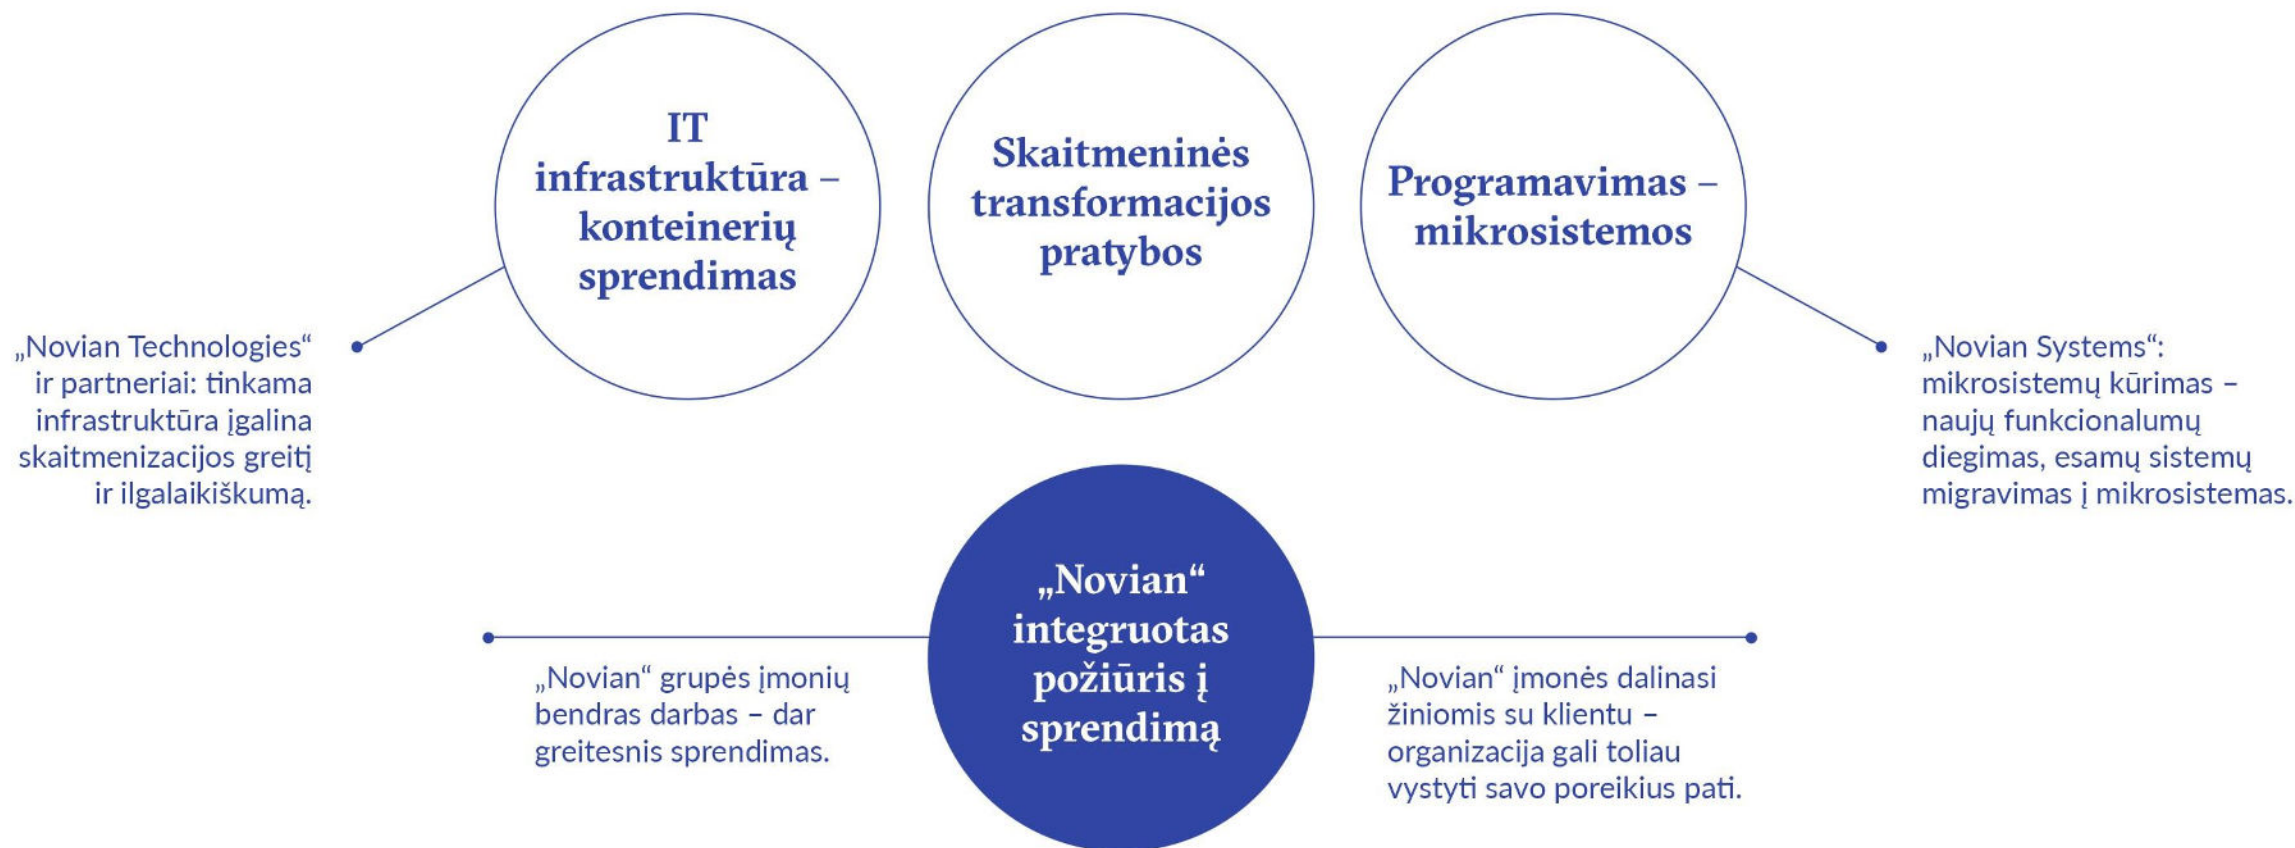 IT
infrastruktūra –
konteinerių
sprendimas
Skaitmeninės
transformacijos
pratybos
Programavimas –
mikrosistemos
„Novian Technologies“
ir partneriai: tinkama
infrastruktūra įgalina
skaitmenizacijos greitį
ir ilgalaikiškumą.
„Novian Systems“:
mikrosistemų kūrimas –
naujų funkcionalumų
diegimas, esamų sistemų
migravimas į mikrosistemas.
„Novian“
integruotas
požiūris į
sprendimą
„Novian“ grupės įmonių
bendras darbas – dar
greitesnis sprendimas.
„Novian“ įmonės dalinasi
žiniomis su klientu –
organizacija gali toliau
vystyti savo poreikius pati.